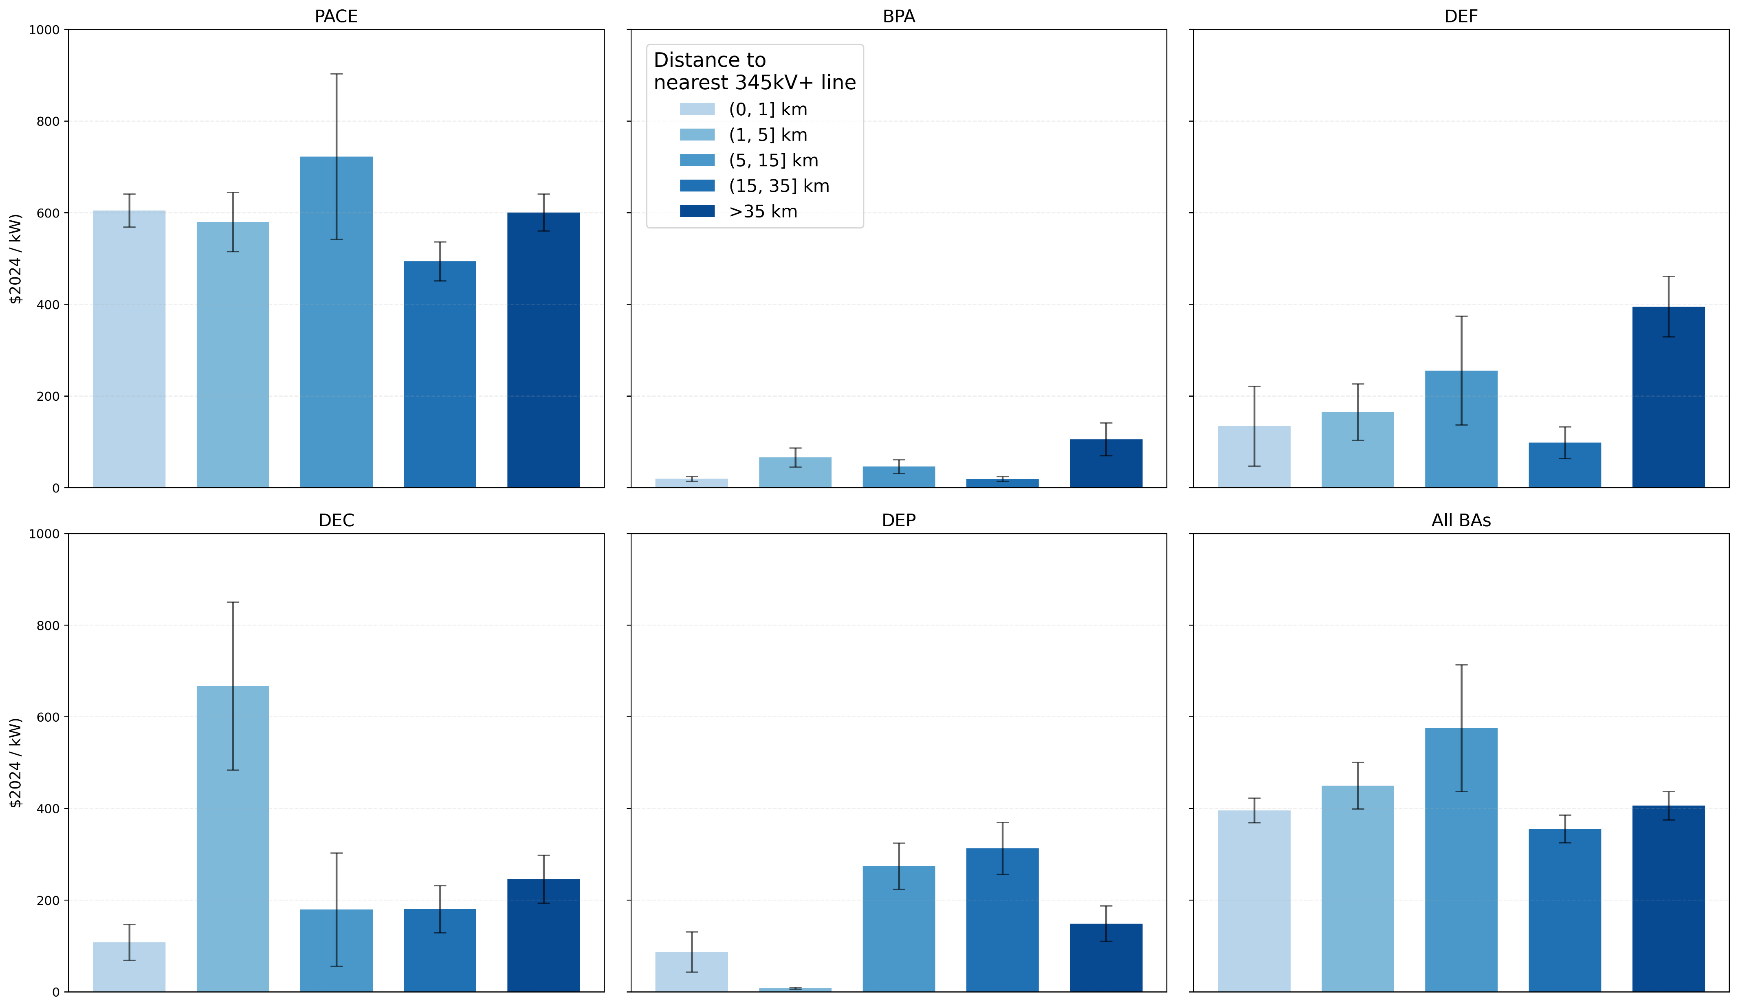 PACE
BPA
DEF
1000
800
600
400
200
0
$2024 / kW
Distance to
nearest 345kV+ line
(0, 1] km
(1, 5] km
(5, 15] km
(15, 35] km
>35 km
DEC
DEP
All BAs
1000
800
600
400
200
0
$2024 / kW